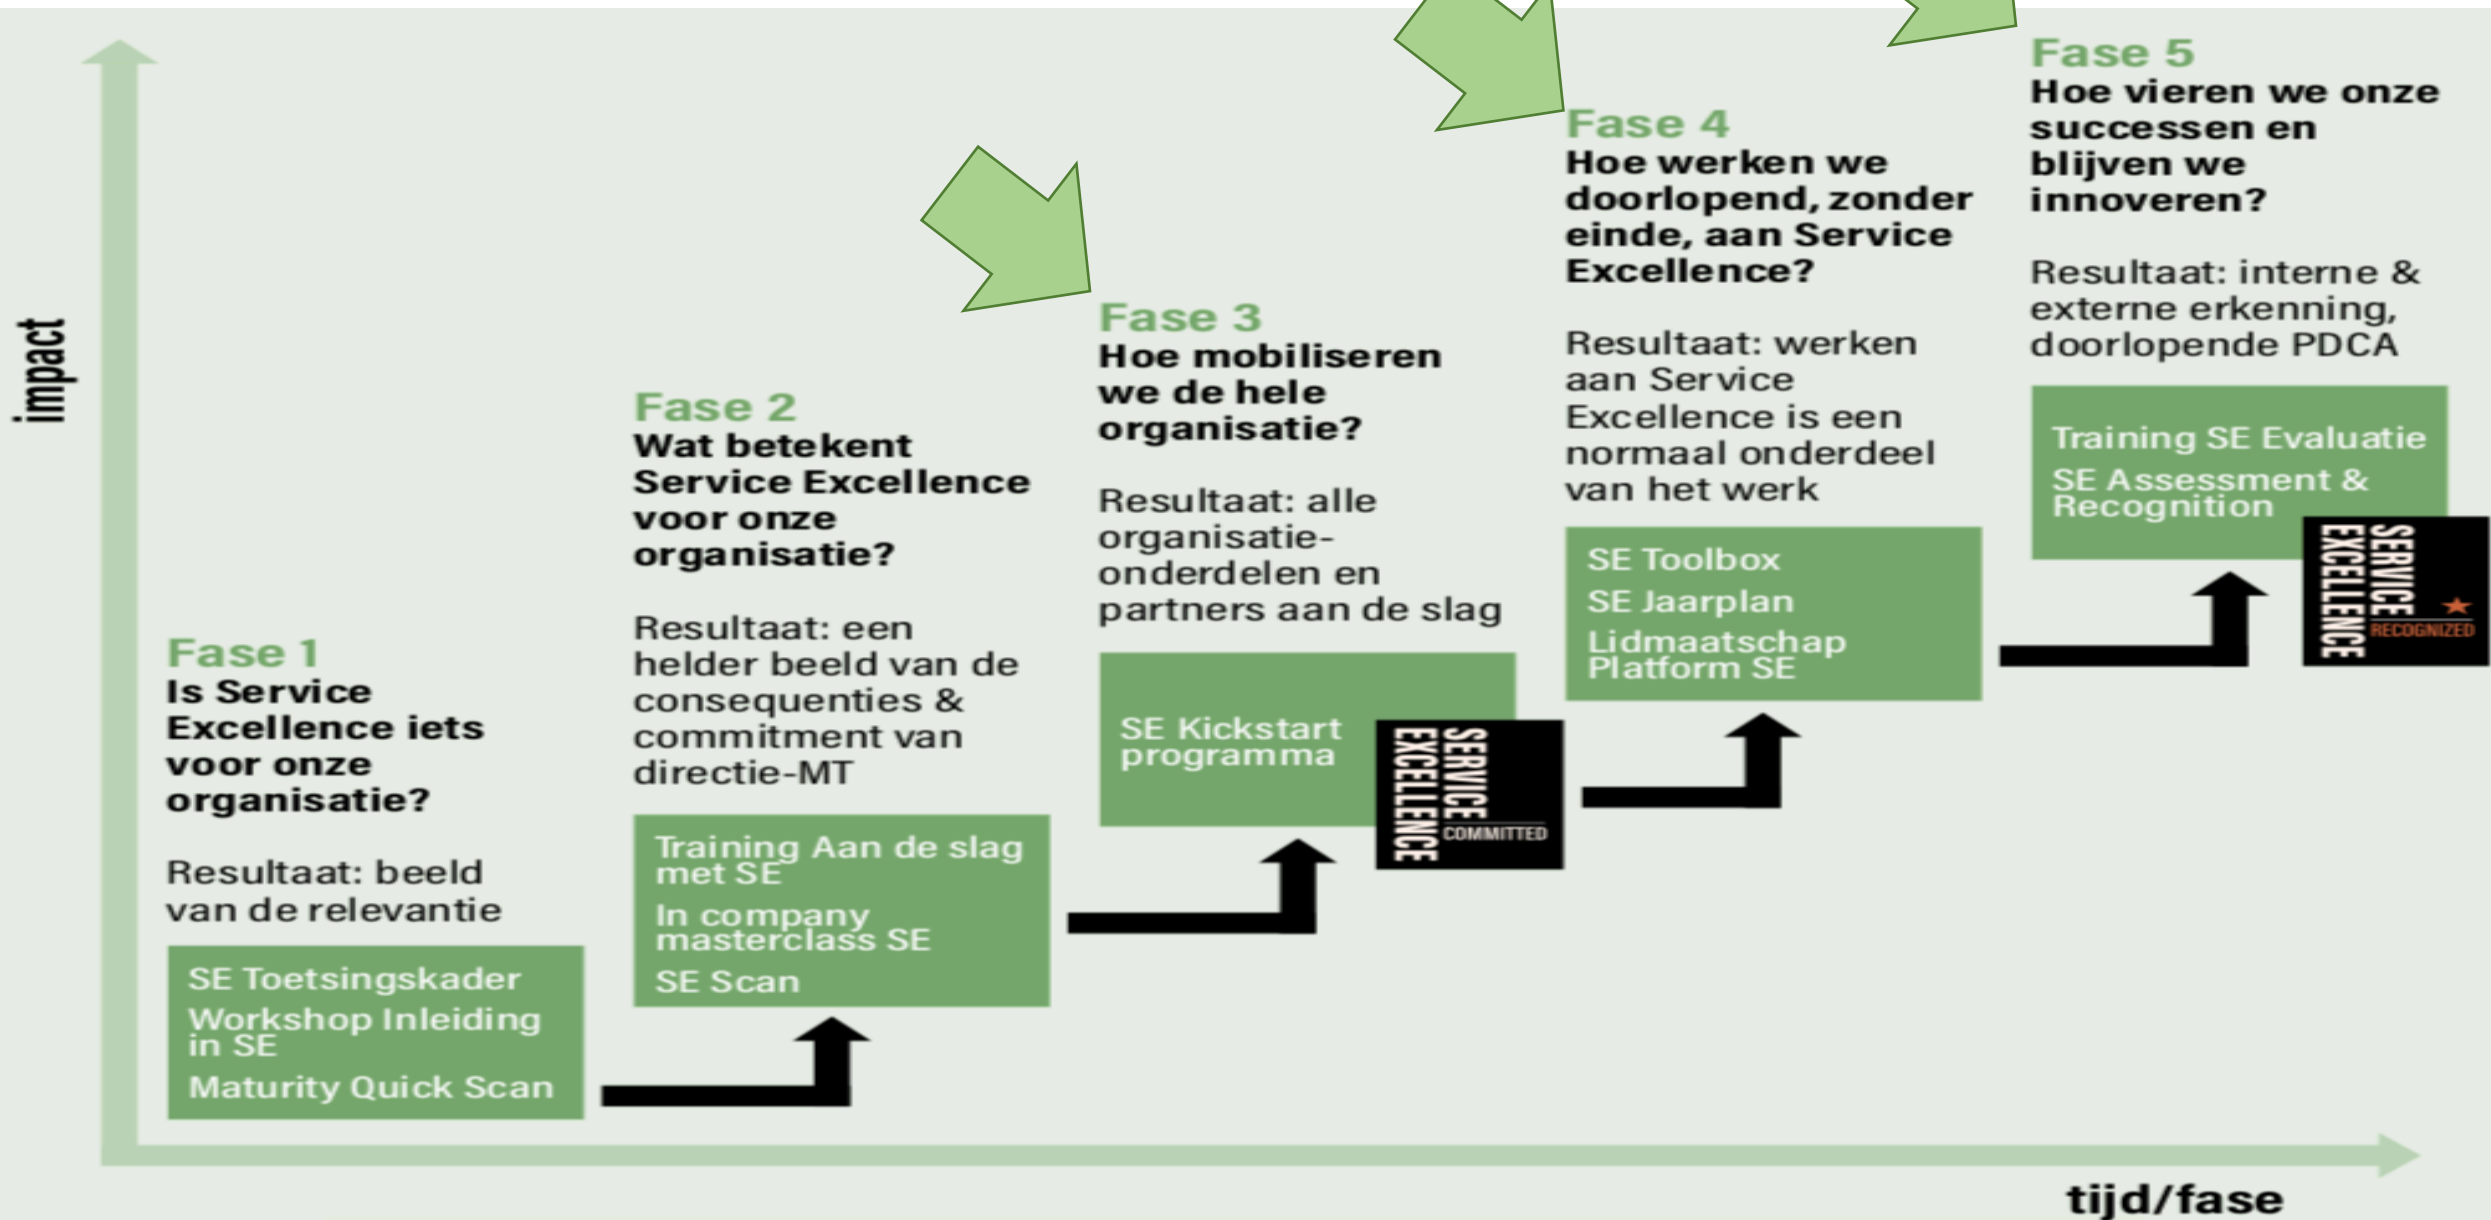 impact
Fase 1
Is Service
Excellence iets
voor onze
organisatie?
Resultaat: beeld
van de relevantie
SE Toetsingskader
Workshop Inleiding
in SE
Maturity Quick Scan
Fase 2
Wat betekent
Service Excellence
voor onze
organisatie?
Resultaat: een
helder beeld van de
consequenties &
commitment van
directie-MT
Training Aan de slag
met SE
In company
masterclass SE
SE Scan
Fase 3
Hoe mobiliseren
we de hele
organisatie?
Resultaat: alle
organisatie-
onderdelen en
partners aan de slag
SE Kickstart
programma
SERVICE
EXCELLENCE
COMMITTED
Fase 4
Hoe werken we
doorlopend, zonder
einde, aan Service
Excellence?
Resultaat: werken
aan Service
Excellence is een
normaal onderdeel
van het werk
SE Toolbox
SE Jaarplan
Lidmaatschap
Platform SE
Fase 5
Hoe vieren we onze
successen en
blijven we
innoveren?
Resultaat: interne &
externe erkenning,
doorlopende PDCA
Training SE Evaluatie
SE Assessment &
Recognition
SERVICE
EXCELLENCE
RECOGNIZED
tijd/fase